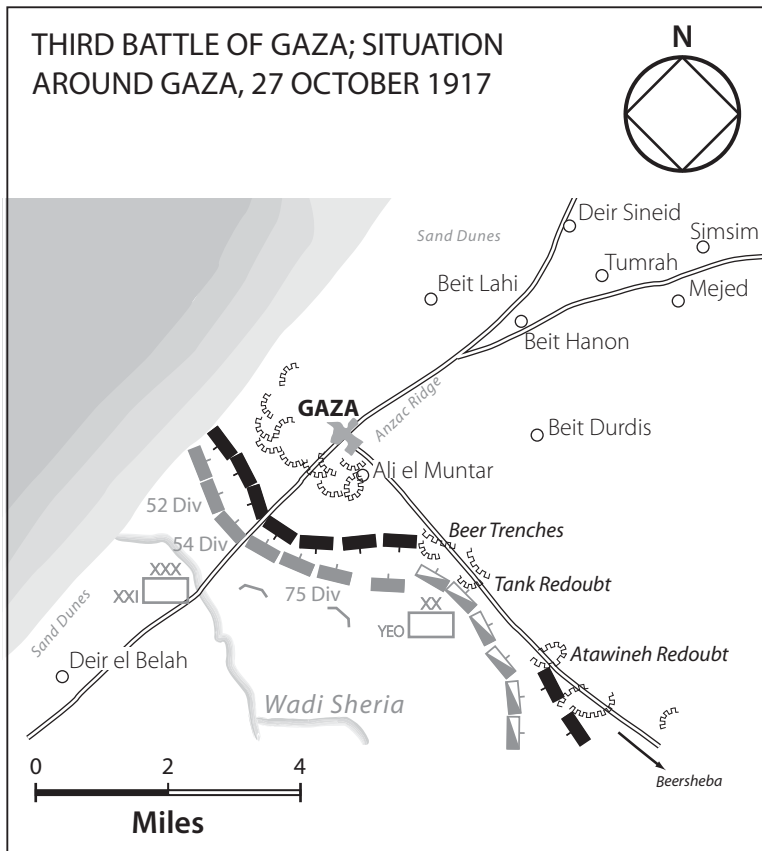 THIRD BATTLE OF GAZA; SITUATION
AROUND GAZA, 27 OCTOBER 1917
N
Deir Sineid
Sand Dunes
Simsim
Tumrah
Beit Lahi
Mejed
Beit Hanon
GAZA
Anzac Ridge
Beit Durdis
Ali el Muntar
52 Div
Beer Trenches
54 Div
XXX
XXI
75 Div
Tank Redoubt
XX
YEO
Sand Dunes
Atawineh Redoubt
Deir el Belah
Wadi Sheria
Beersheba
0 2 4
Miles